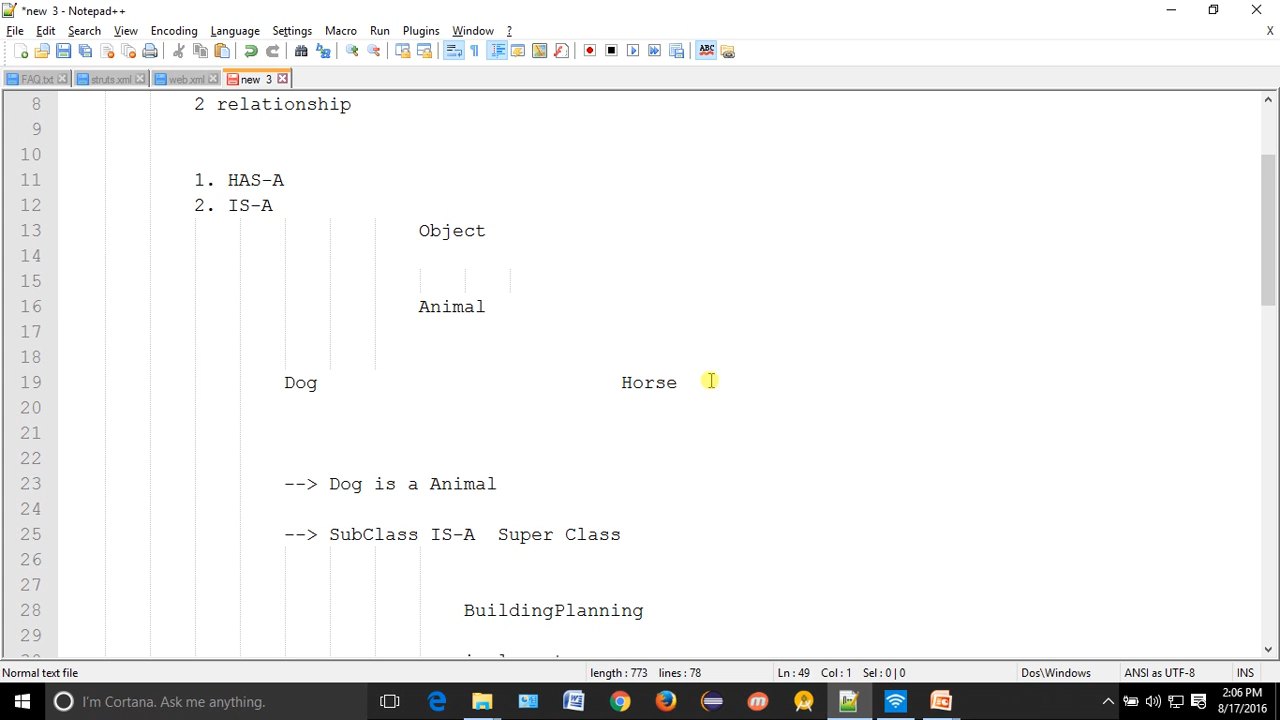 *new 3 - Notepad++
File Edit Search View Encoding Language Settings Macro Run Plugins Window ? X
FAQ.txt struts.xml web.xml new 3
8 2 relationship
9
10
11 1. HAS-A
12 2. IS-A
13 Object
14
15
16 Animal
17
18
19 Dog Horse
20
21
22
23 --> Dog is a Animal
24
25 --> SubClass IS-A Super Class
26
27
28 BuildingPlanning
29
Normal text file length : 773 lines : 78 Ln : 49 Col : 1 Sel : 0 | 0 Dos\Windows ANSI as UTF-8 INS
I'm Cortana. Ask me anything. 2:06 PM
8/17/2016